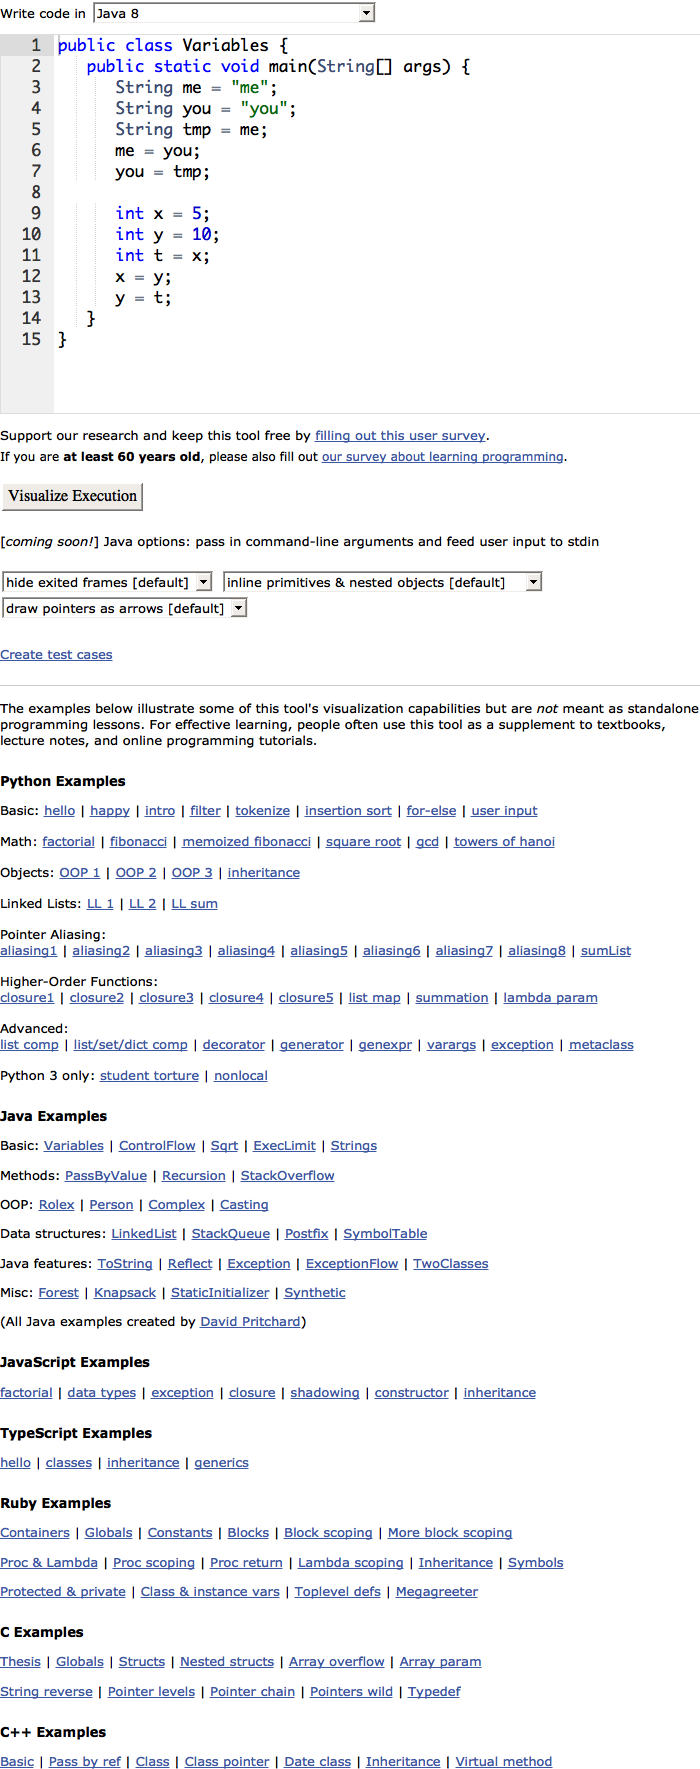 Write code in Java 8
1 public class Variables {
2 public static void main(String[] args) {
3 String me = "me";
4 String you = "you";
5 String tmp = me;
6 me = you;
7 you = tmp;
8
9 int x = 5;
10 int y = 10;
11 int t = x;
12 x = y;
13 y = t;
14 }
15 }
Support our research and keep this tool free by filling out this user survey.
If you are at least 60 years old, please also fill out our survey about learning programming.
Visualize Execution
[coming soon!] Java options: pass in command-line arguments and feed user input to stdin
hide exited frames [default] inline primitives & nested objects [default]
draw pointers as arrows [default]
Create test cases
The examples below illustrate some of this tool's visualization capabilities but are not meant as standalone
programming lessons. For effective learning, people often use this tool as a supplement to textbooks,
lecture notes, and online programming tutorials.
Python Examples
Basic: hello | happy | intro | filter | tokenize | insertion sort | for-else | user input
Math: factorial | fibonacci | memoized fibonacci | square root | gcd | towers of hanoi
Objects: OOP 1 | OOP 2 | OOP 3 | inheritance
Linked Lists: LL 1 | LL 2 | LL sum
Pointer Aliasing:
aliasing1 | aliasing2 | aliasing3 | aliasing4 | aliasing5 | aliasing6 | aliasing7 | aliasing8 | sumList
Higher-Order Functions:
closure1 | closure2 | closure3 | closure4 | closure5 | list map | summation | lambda param
Advanced:
list comp | list/set/dict comp | decorator | generator | genexpr | varargs | exception | metaclass
Python 3 only: student torture | nonlocal
Java Examples
Basic: Variables | ControlFlow | Sqrt | ExecLimit | Strings
Methods: PassByValue | Recursion | StackOverflow
OOP: Rolex | Person | Complex | Casting
Data structures: LinkedList | StackQueue | Postfix | SymbolTable
Java features: ToString | Reflect | Exception | ExceptionFlow | TwoClasses
Misc: Forest | Knapsack | StaticInitializer | Synthetic
(All Java examples created by David Pritchard)
JavaScript Examples
factorial | data types | exception | closure | shadowing | constructor | inheritance
TypeScript Examples
hello | classes | inheritance | generics
Ruby Examples
Containers | Globals | Constants | Blocks | Block scoping | More block scoping
Proc & Lambda | Proc scoping | Proc return | Lambda scoping | Inheritance | Symbols
Protected & private | Class & instance vars | Toplevel defs | Megagreeter
C Examples
Thesis | Globals | Structs | Nested structs | Array overflow | Array param
String reverse | Pointer levels | Pointer chain | Pointers wild | Typedef
C++ Examples
Basic | Pass by ref | Class | Class pointer | Date class | Inheritance | Virtual method